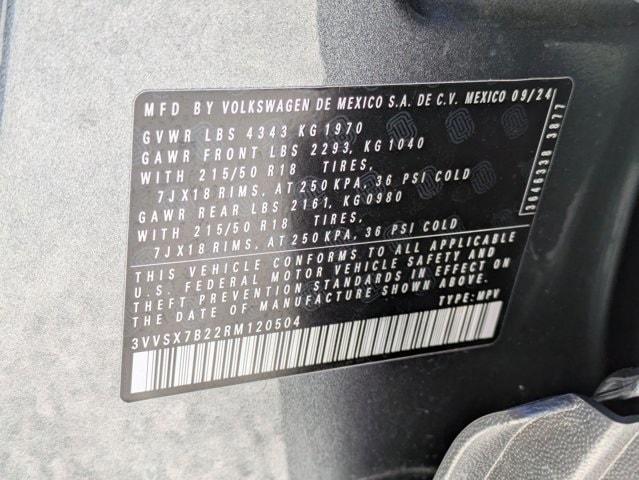 MFD BY VOLKSWAGEN DE MEXICO S.A. DE C.V. MEXICO 09/24
GVWR LBS 4343 KG 1970
GAWR FRONT LBS 2293, KG 1040
WITH 215/50 R18 TIRES,
7JX18 RIMS, AT 250 KPA, 36 PSI COLD
GAWR REAR LBS 2161, KG 0980
WITH 215/50 R18 TIRES,
7JX18 RIMS, AT 250 KPA, 36 PSI COLD
THIS VEHICLE CONFORMS TO ALL APPLICABLE
U.S. FEDERAL MOTOR VEHICLE SAFETY AND
THEFT PREVENTION STANDARDS IN EFFECT ON
THE DATE OF MANUFACTURE SHOWN ABOVE.
TYPE: MPV
3VVSX7B22RM120504
3648338 3877